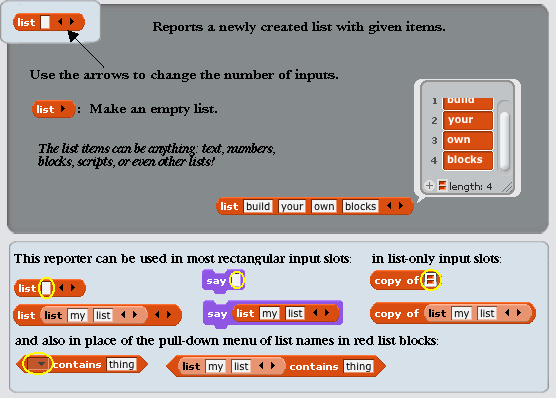 list
Reports a newly created list with given items.
Use the arrows to change the number of inputs.
list : Make an empty list.
The list items can be anything: text, numbers,
blocks, scripts, or even other lists!
1 build
2 your
3 own
4 blocks
+ length: 4
list build your own blocks
This reporter can be used in most rectangular input slots:
in list-only input slots:
list
say
copy of
list list my list
say list my list
copy of list my list
and also in place of the pull-down menu of list names in red list blocks:
contains thing
list my list contains thing